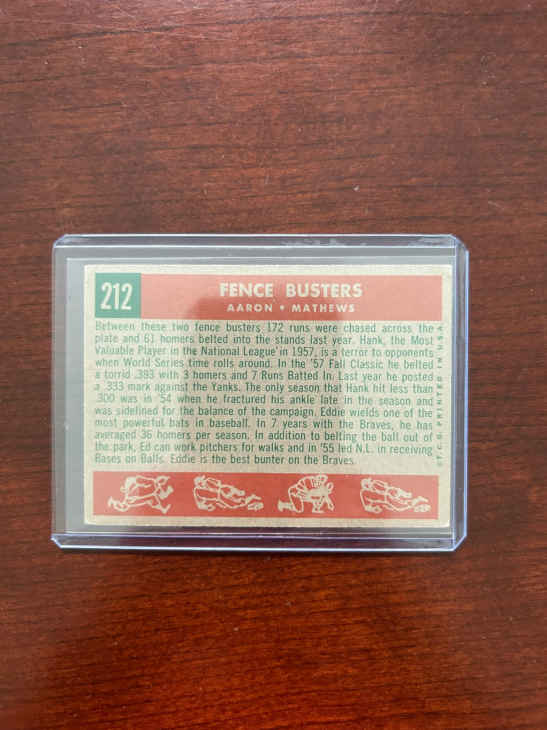 212
FENCE BUSTERS
AARON • MATHEWS
Between these two fence busters 172 runs were chased across the
plate and 61 homers belted into the stands last year. Hank, the Most
Valuable Player in the National League in 1957, is a terror to opponents
when World Series time rolls around. In the '57 Fall Classic he belted
a torrid .393 with 3 homers and 7 Runs Batted In. Last year he posted
a .333 mark against the Yanks. The only season that Hank hit less than
.300 was in '54 when he fractured his ankle late in the season and
was sidelined for the balance of the campaign. Eddie wields one of the
most powerful bats in baseball. In 7 years with the Braves, he has
averaged 36 homers per season. In addition to belting the ball out of
the park, Ed can work pitchers for walks and in '55 led N.L. in receiving
Bases on Balls. Eddie is the best bunter on the Braves.
© T.C.G. PRINTED IN U.S.A.